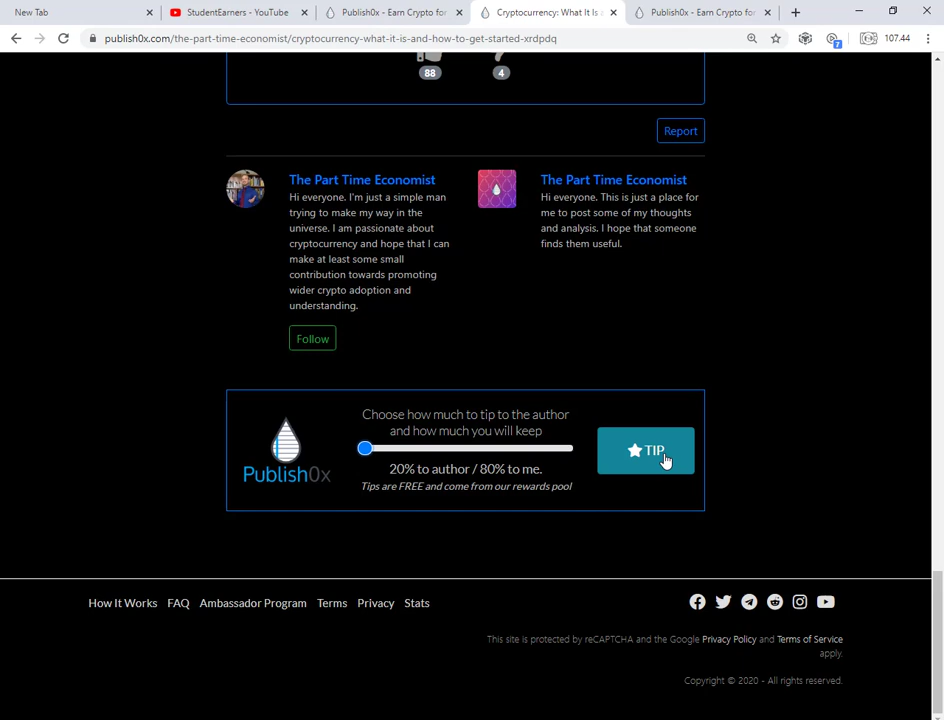 New Tab
StudentEarners - YouTube
Publish0x - Earn Crypto for
Cryptocurrency: What It Is
Publish0x - Earn Crypto for
publish0x.com/the-part-time-economist/cryptocurrency-what-it-is-and-how-to-get-started-xrdpdq
7
107.44
88
4
Report
The Part Time Economist
Hi everyone. I'm just a simple man
trying to make my way in the
universe. I am passionate about
cryptocurrency and hope that I can
make at least some small
contribution towards promoting
wider crypto adoption and
understanding.
Follow
The Part Time Economist
Hi everyone. This is just a place for
me to post some of my thoughts
and analysis. I hope that someone
finds them useful.
Publish0x
Choose how much to tip to the author
and how much you will keep
20% to author / 80% to me.
Tips are FREE and come from our rewards pool
TIP
How It Works FAQ Ambassador Program Terms Privacy Stats
This site is protected by reCAPTCHA and the Google Privacy Policy and Terms of Service
apply.
Copyright © 2020 - All rights reserved.